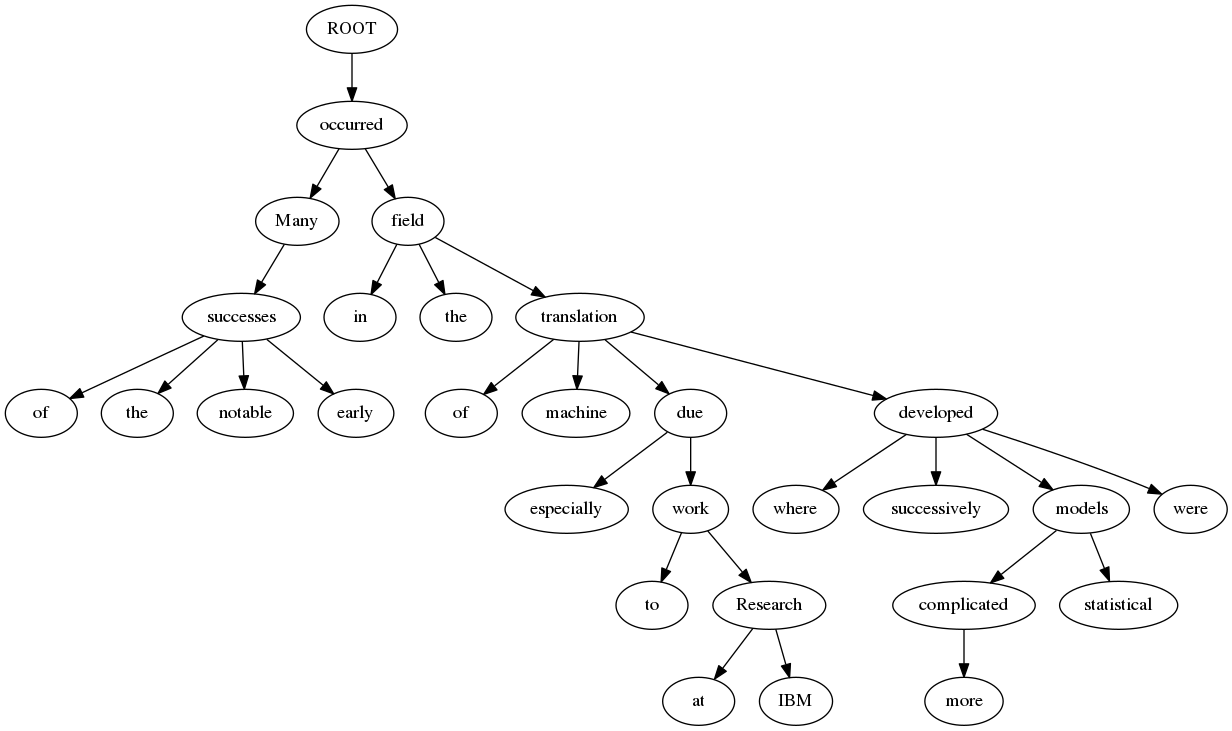 ROOT
occurred
Many field
successes in the translation
of the notable early of machine due developed
especially work where successively models were
to Research complicated statistical
at IBM more